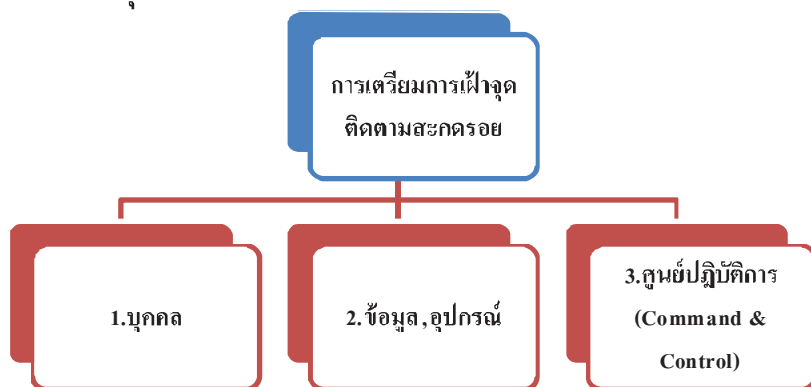 การเตรียมการเฝ้าจุด
ติดตามสะกดรอย
1.บุคคล
2.ข้อมูล,อุปกรณ์
3.ศูนย์ปฏิบัติการ
(Command &
Control)